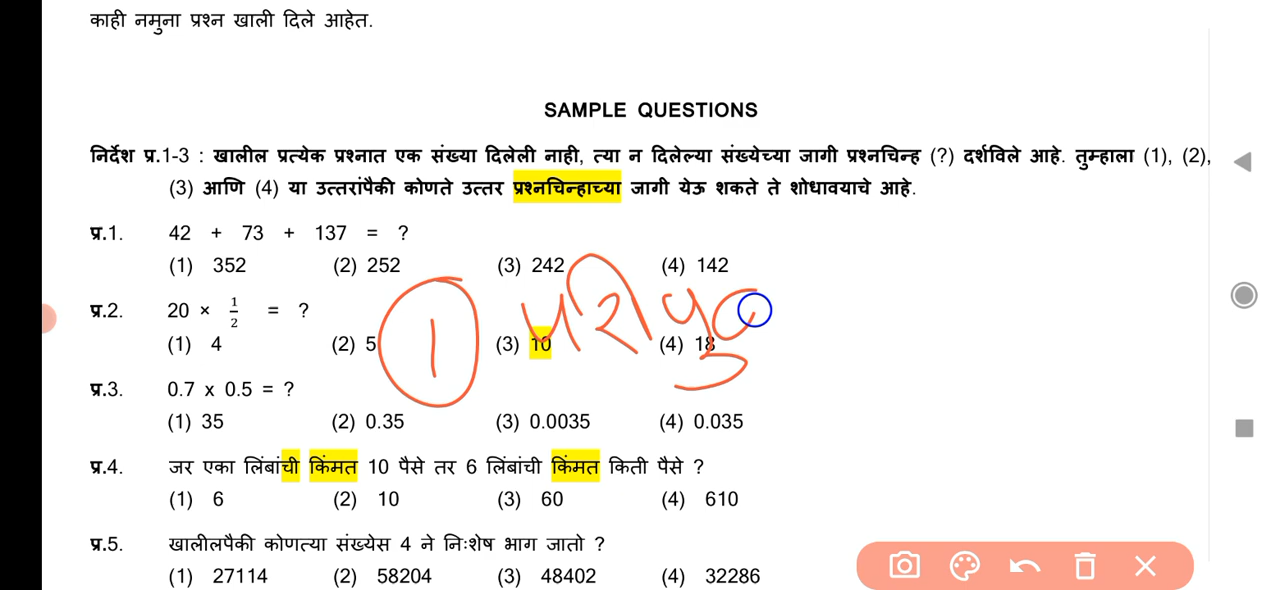 काही नमुना प्रश्न खाली दिले आहेत.
SAMPLE QUESTIONS
निर्देश प्र.1-3 : खालील प्रत्येक प्रश्नात एक संख्या दिलेली नाही, त्या न दिलेल्या संख्येच्या जागी प्रश्नचिन्ह (?) दर्शविले आहे. तुम्हाला (1), (2),
(3) आणि (4) या उत्तरांपैकी कोणते उत्तर प्रश्नचिन्हाच्या जागी येऊ शकते ते शोधावयाचे आहे.
प्र.1. 42 + 73 + 137 = ?
(1) 352 (2) 252 (3) 242 (4) 142
प्र.2. 20 × 1/2 = ?
(1) 4 (2) 5 (3) 10 (4) 18
1
प्र.3. 0.7 x 0.5 = ?
(1) 35 (2) 0.35 (3) 0.0035 (4) 0.035
प्र.4. जर एका लिंबांची किंमत 10 पैसे तर 6 लिंबांची किंमत किती पैसे ?
(1) 6 (2) 10 (3) 60 (4) 610
प्र.5. खालीलपैकी कोणत्या संख्येस 4 ने निःशेष भाग जातो ?
(1) 27114 (2) 58204 (3) 48402 (4) 32286